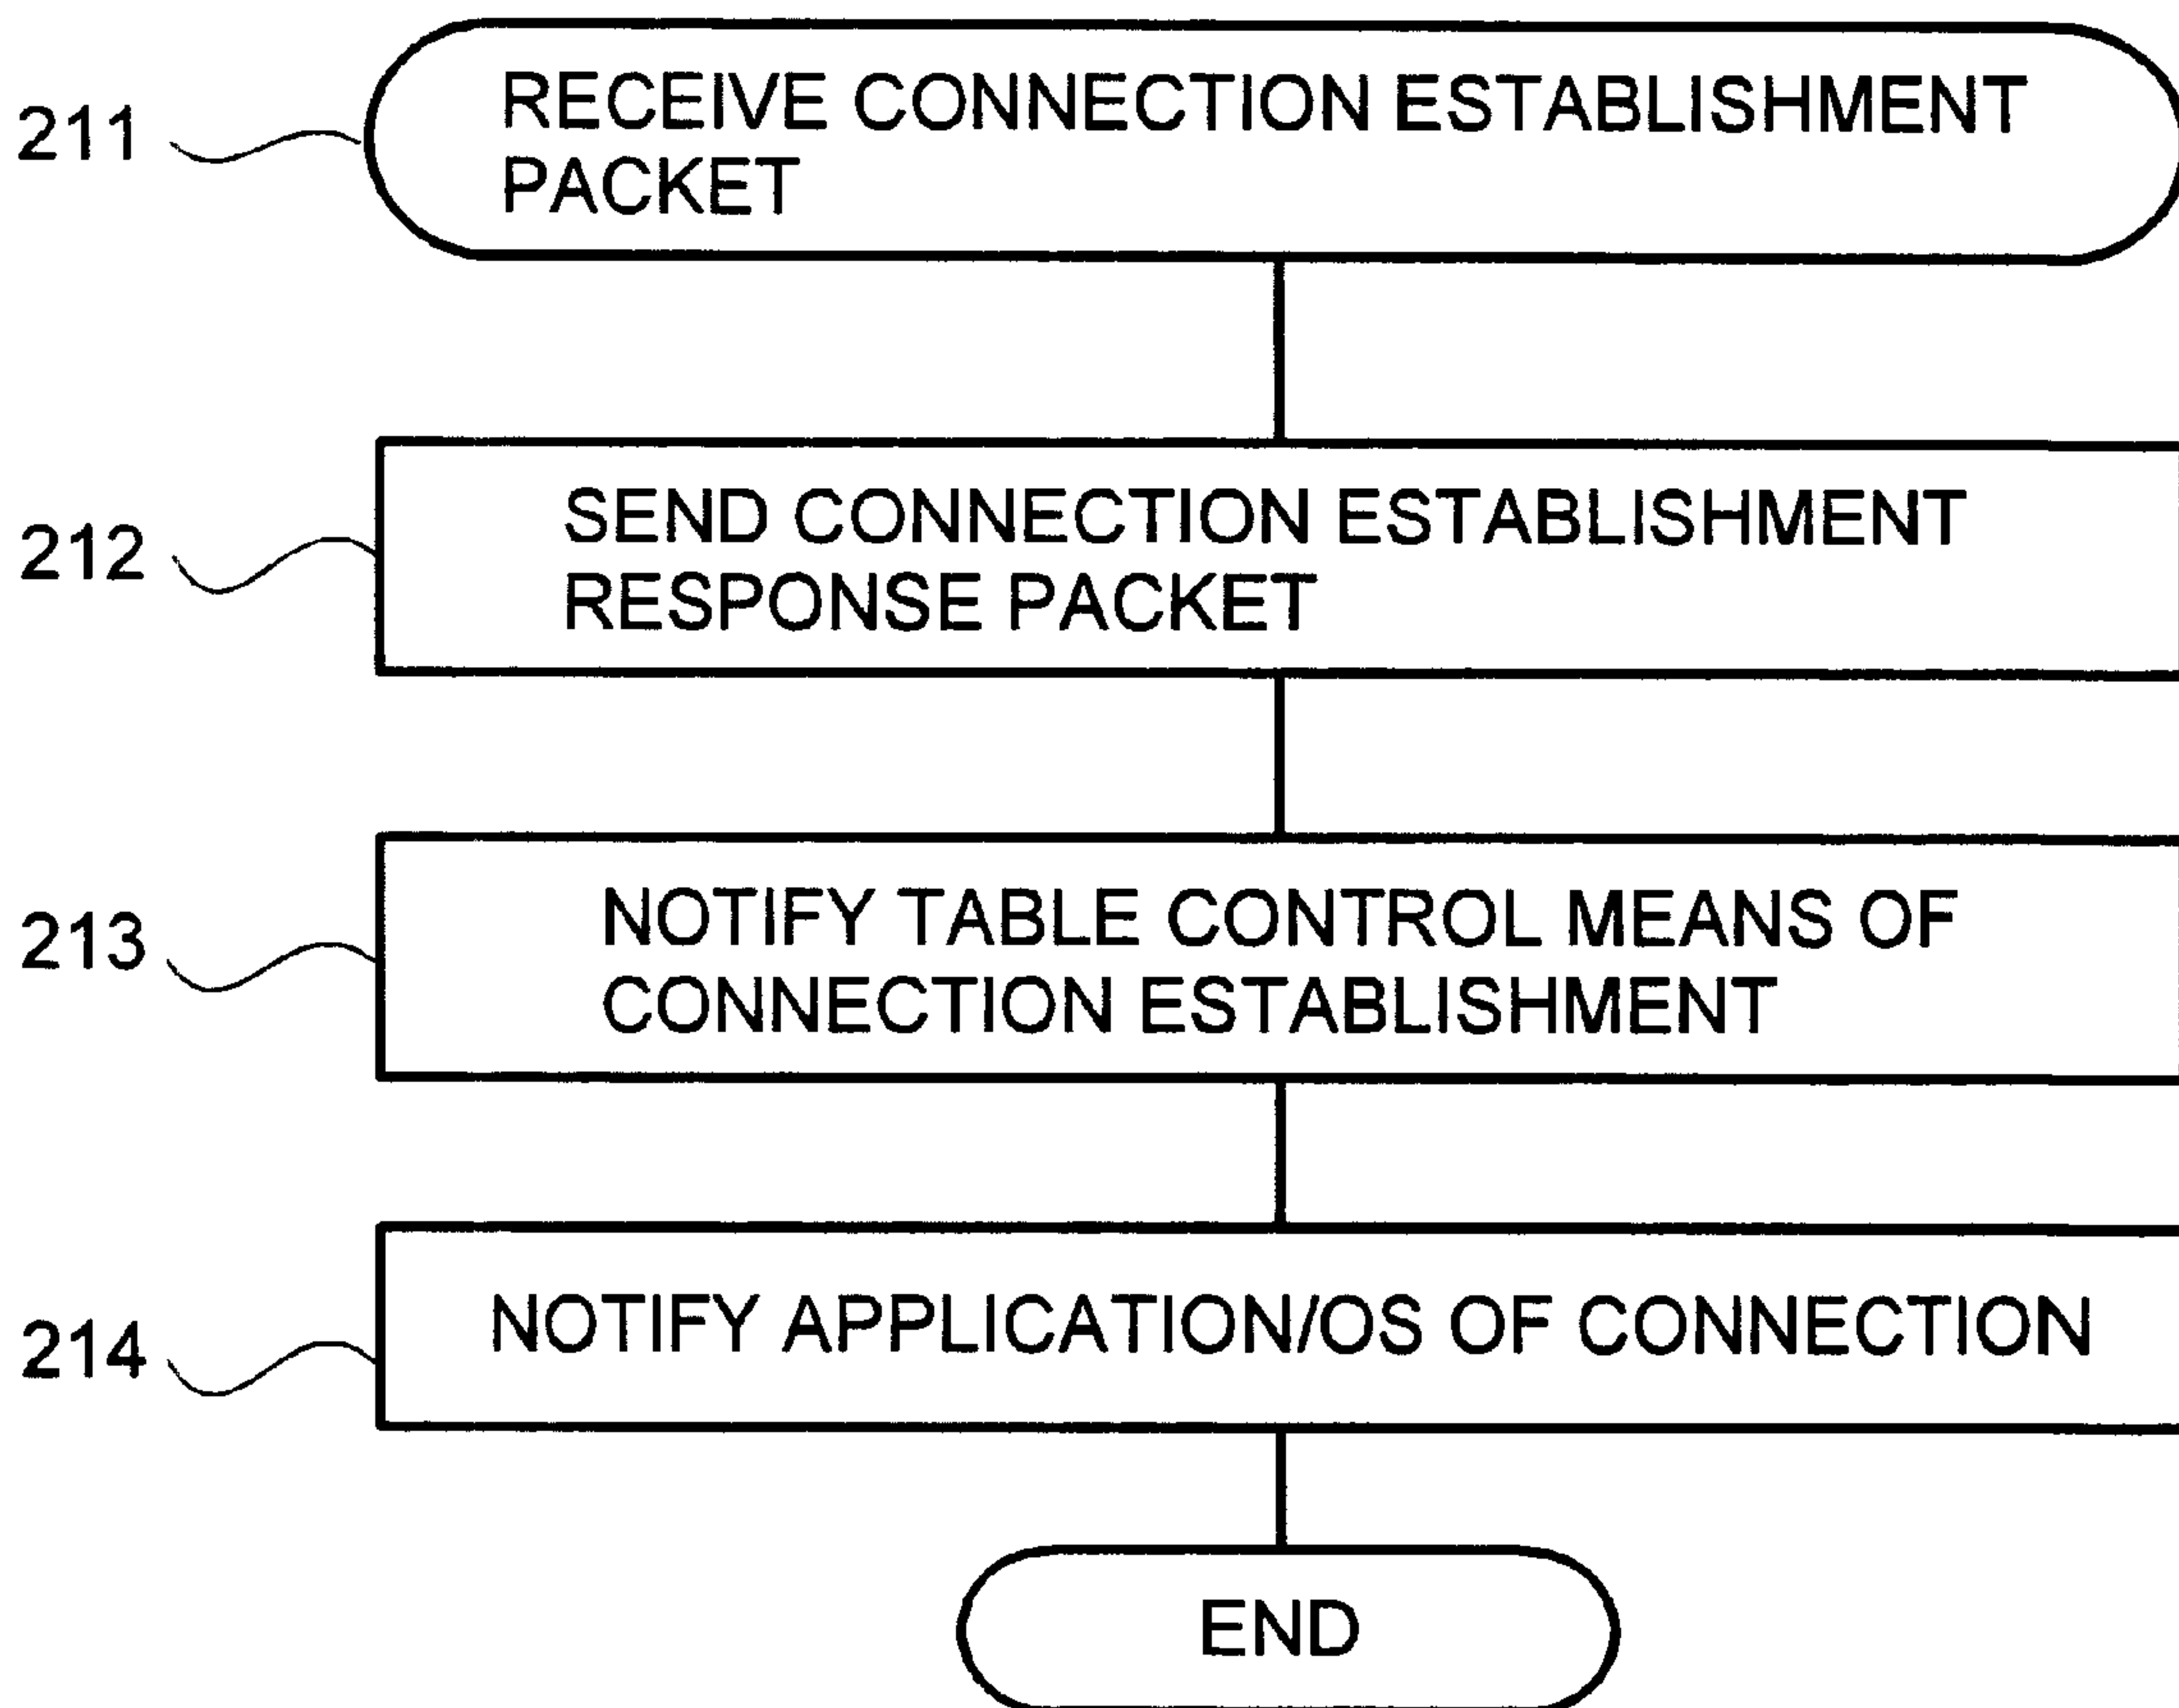 211
RECEIVE CONNECTION ESTABLISHMENT
PACKET
212
SEND CONNECTION ESTABLISHMENT
RESPONSE PACKET
213
NOTIFY TABLE CONTROL MEANS OF
CONNECTION ESTABLISHMENT
214
NOTIFY APPLICATION/OS OF CONNECTION
END